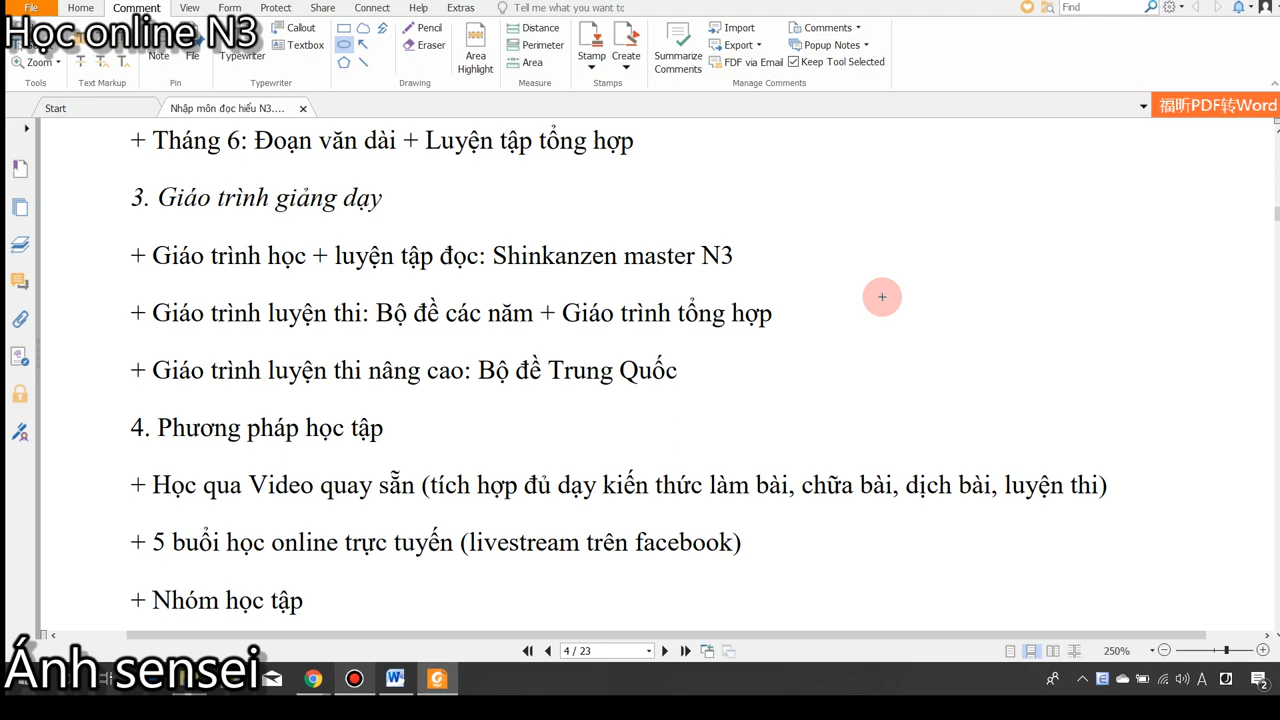 File Home Comment View Form Protect Share Connect Help Extras Tell me what you want to Find
Học online N3
Zoom
Note
File
Typewriter
Callout
Textbox
Pencil
Eraser
Area Highlight
Distance
Perimeter
Area
Stamp
Create
Summarize Comments
Import
Export
FDF via Email
Comments
Popup Notes
Keep Tool Selected
Tools Text Markup Pin Typewriter Drawing Measure Stamps Manage Comments
Start Nhập môn đọc hiểu N3.... 福昕PDF转Word
+ Tháng 6: Đoạn văn dài + Luyện tập tổng hợp
3. Giáo trình giảng dạy
+ Giáo trình học + luyện tập đọc: Shinkanzen master N3
+ Giáo trình luyện thi: Bộ đề các năm + Giáo trình tổng hợp
+ Giáo trình luyện thi nâng cao: Bộ đề Trung Quốc
4. Phương pháp học tập
+ Học qua Video quay sẵn (tích hợp đủ dạy kiến thức làm bài, chữa bài, dịch bài, luyện thi)
+ 5 buổi học online trực tuyến (livestream trên facebook)
+ Nhóm học tập
4 / 23 250%
Ánh sensei